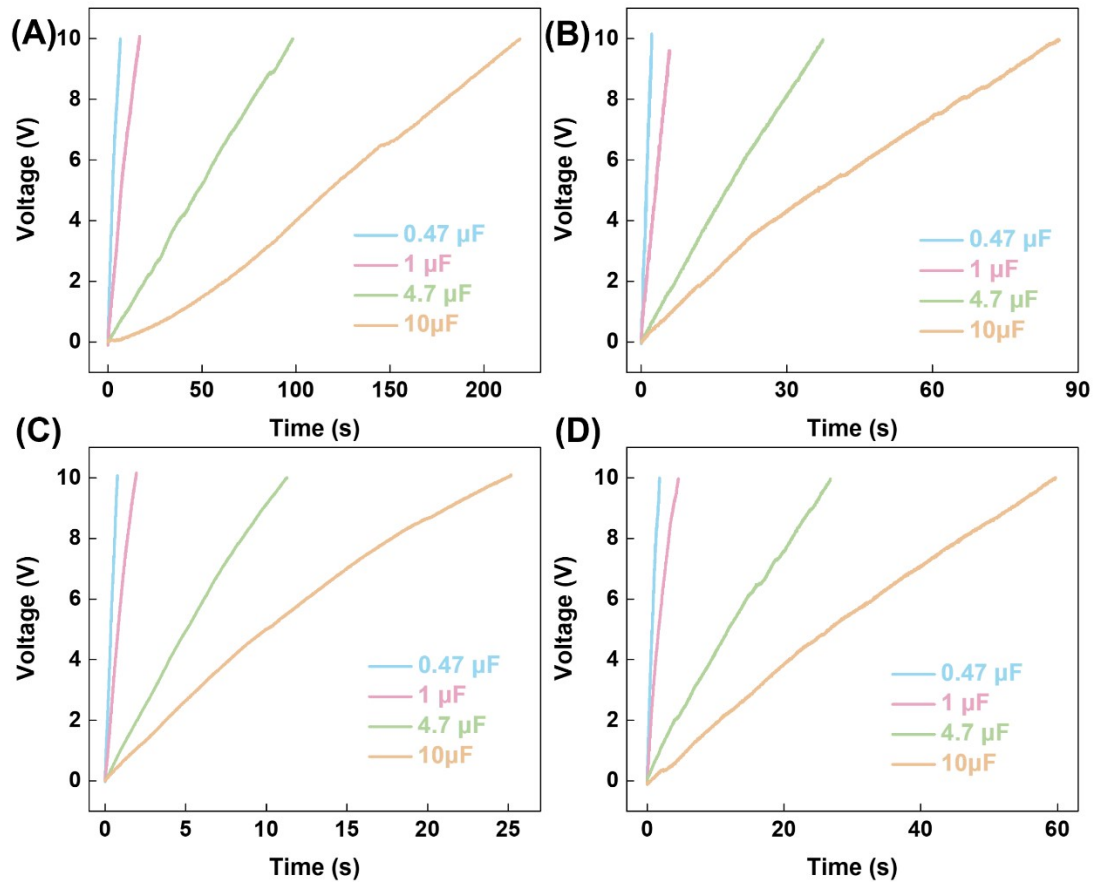 (A)
10
8
6
4
2
0
Voltage (V)
0.47 µF
1 µF
4.7 µF
10µF
0 50 100 150 200
Time (s)
(B)
10
8
6
4
2
0
Voltage (V)
0.47 µF
1 µF
4.7 µF
10µF
0 30 60 90
Time (s)
(C)
10
8
6
4
2
0
Voltage (V)
0.47 µF
1 µF
4.7 µF
10µF
0 5 10 15 20 25
Time (s)
(D)
10
8
6
4
2
0
Voltage (V)
0.47 µF
1 µF
4.7 µF
10µF
0 20 40 60
Time (s)